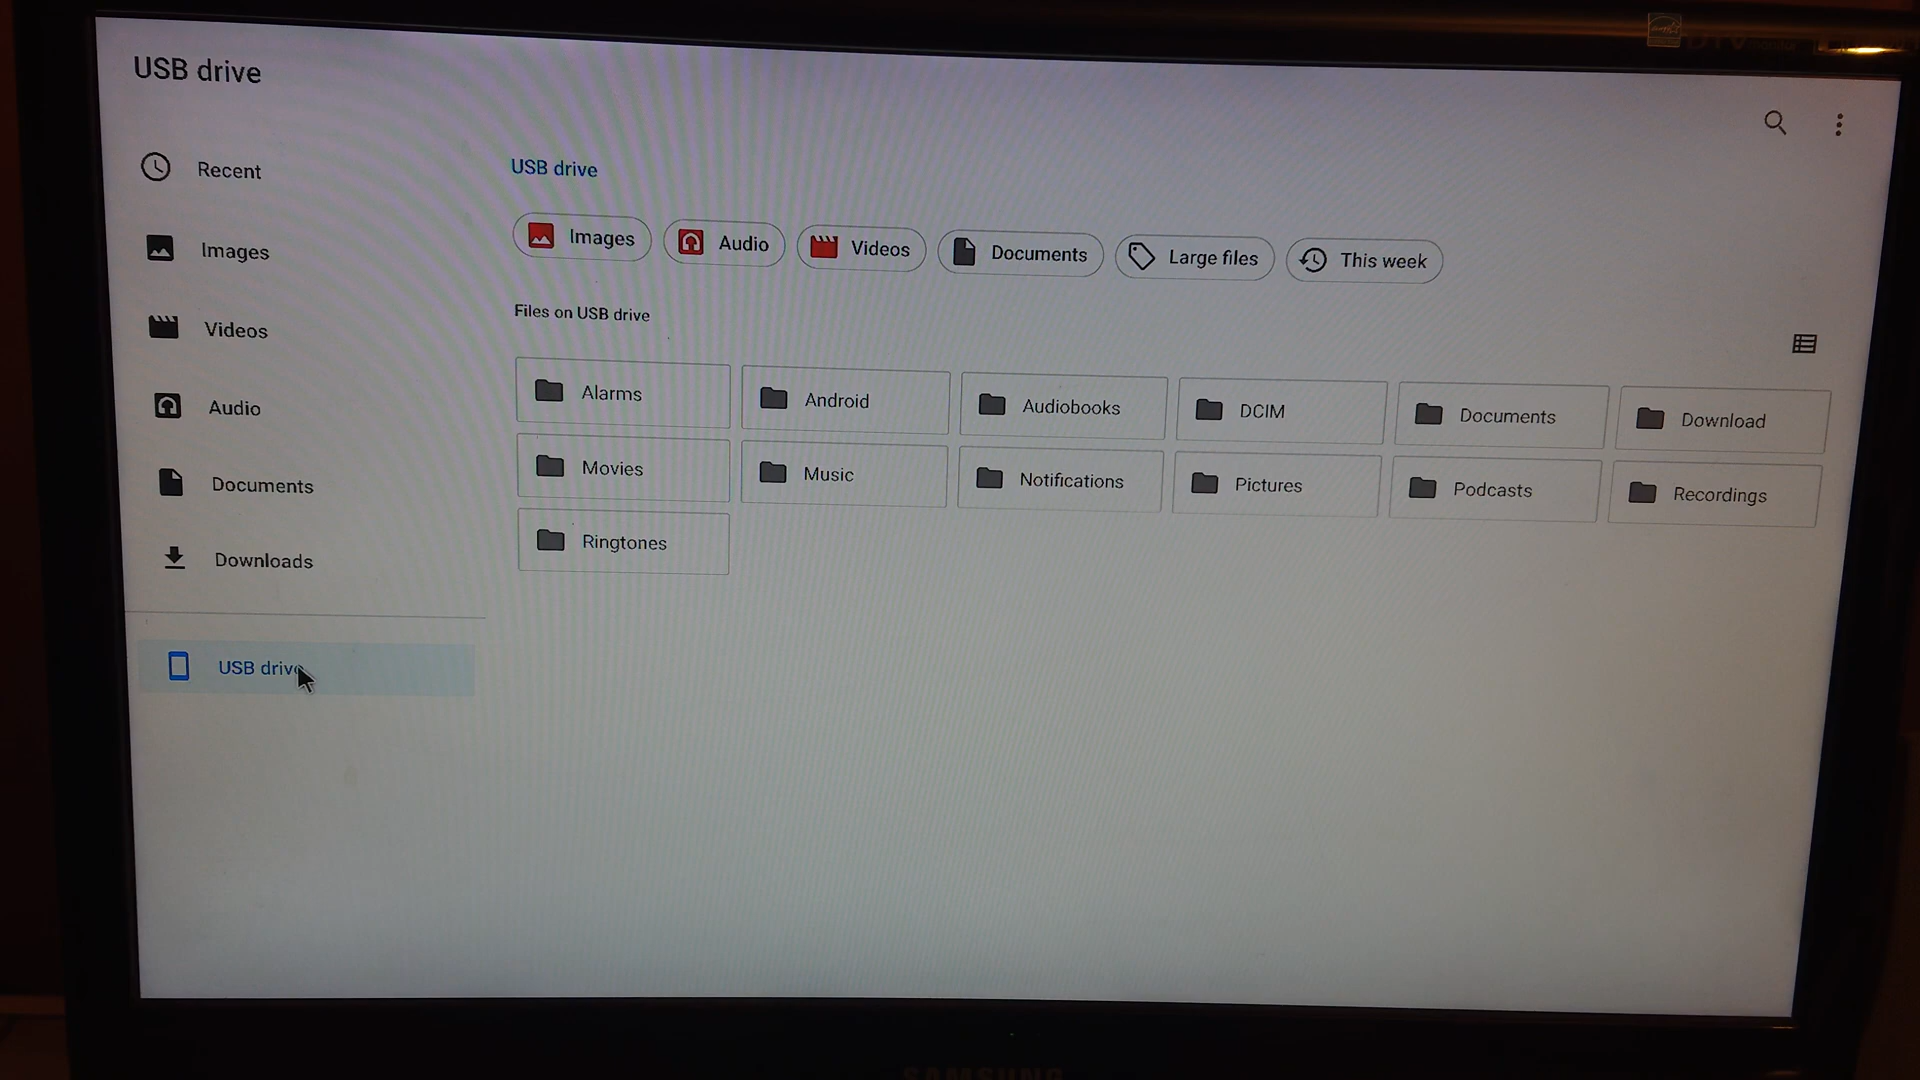 USB drive
Recent
Images
Videos
Audio
Documents
Downloads
USB drive
USB drive
Images Audio Videos Documents Large files This week
Files on USB drive
Alarms Android Audiobooks DCIM Documents Download
Movies Music Notifications Pictures Podcasts Recordings
Ringtones
SAMSUNG